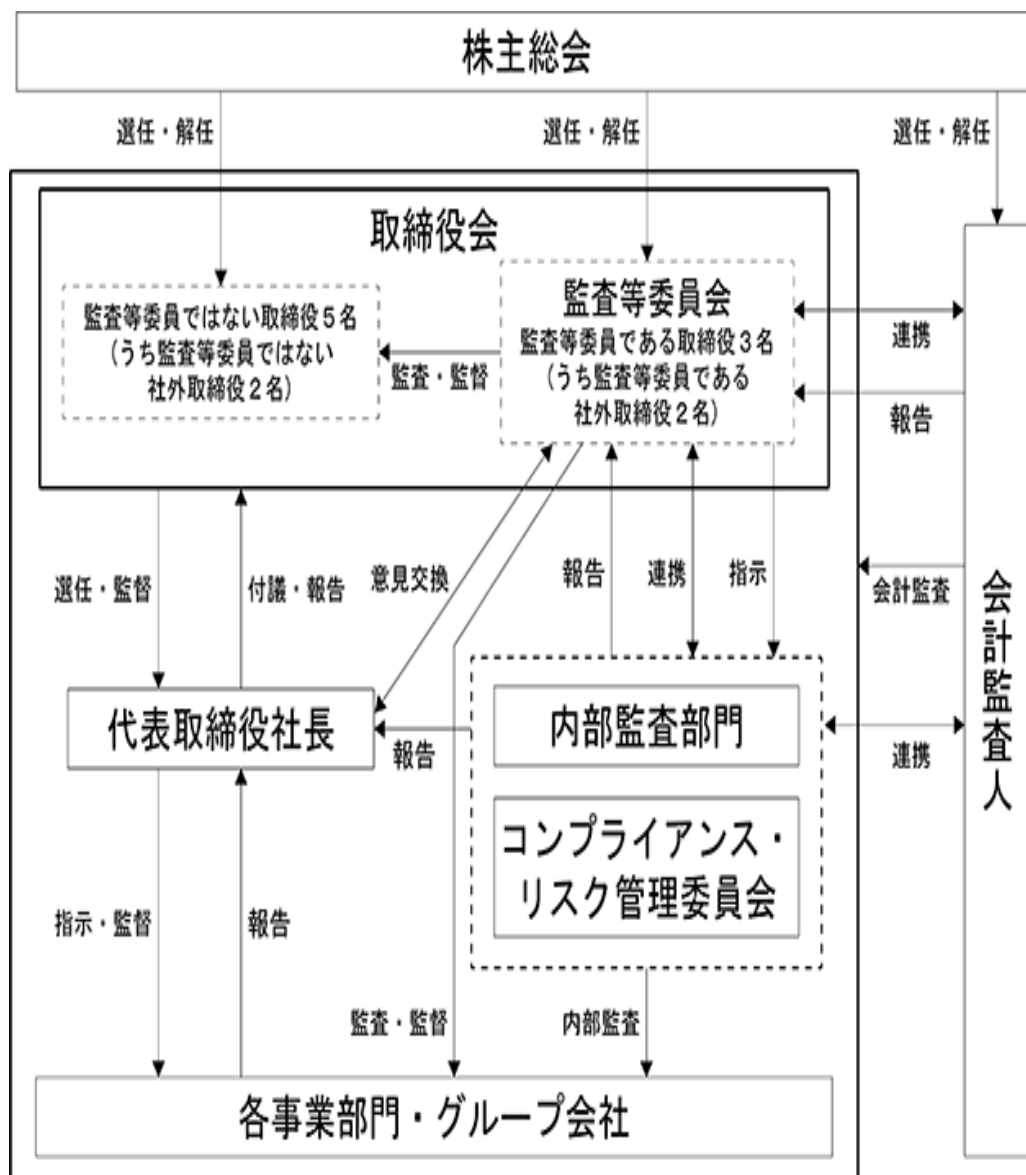 株主総会
選任・解任
選任・解任
選任・解任
取締役会
監査等委員ではない取締役5名
（うち監査等委員ではない
社外取締役2名）
監査・監督
監査等委員会
監査等委員である取締役3名
（うち監査等委員である
社外取締役2名）
連携
報告
選任・監督
付議・報告
意見交換
報告
連携
指示
会計監査
会計監査人
代表取締役社長
報告
内部監査部門
連携
コンプライアンス・
リスク管理委員会
指示・監督
報告
監査・監督
内部監査
各事業部門・グループ会社